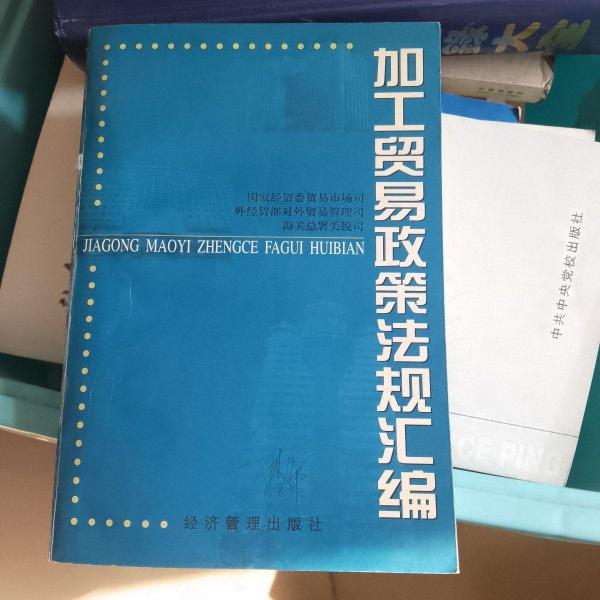 加工贸易政策法规汇编
国家经贸委贸易市场司
外经贸部对外贸易管理司
海关总署关税司
JIAGONG MAOYI ZHENGCE FAGUI HUIBIAN
经济管理出版社
大全
中共中央党校出版社
CE PING